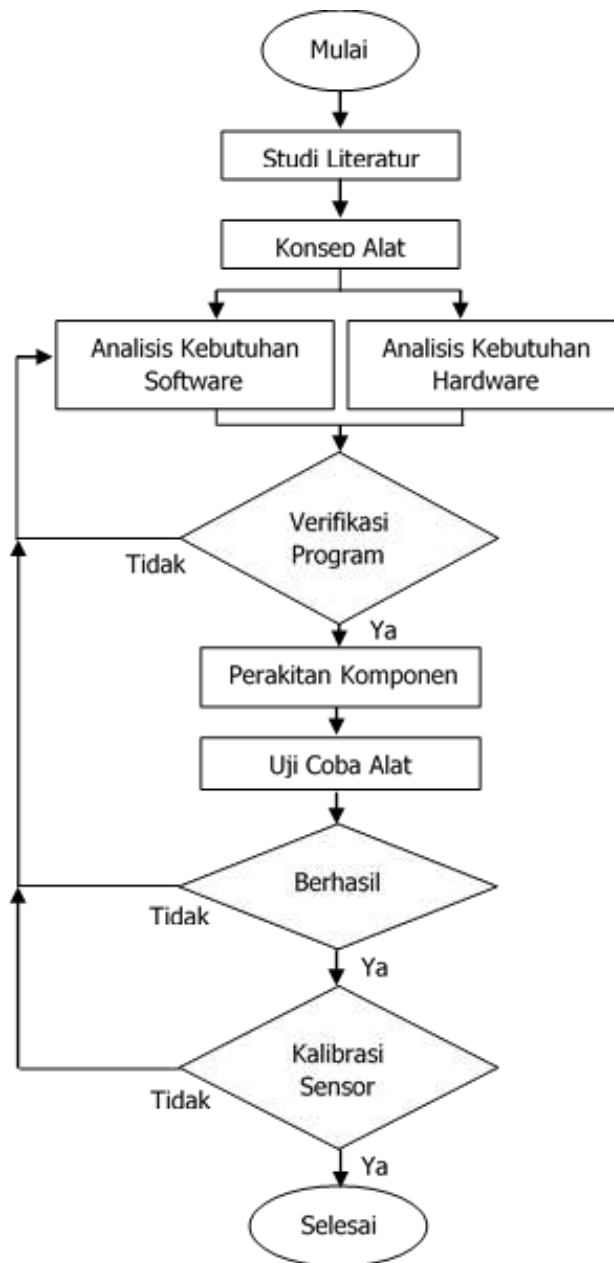 Mulai
Studi Literatur
Konsep Alat
Analisis Kebutuhan
Software
Analisis Kebutuhan
Hardware
Verifikasi
Program
Tidak
Ya
Perakitan Komponen
Uji Coba Alat
Berhasil
Tidak
Ya
Kalibrasi
Sensor
Tidak
Ya
Selesai